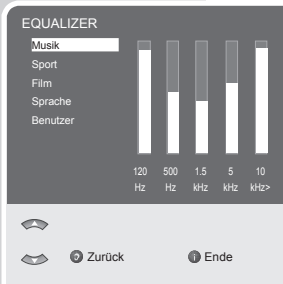 EQUALIZER
Musik
Sport
Film
Sprache
Benutzer
120 500 1.5 5 10
Hz Hz kHz kHz kHz>
Zurück Ende